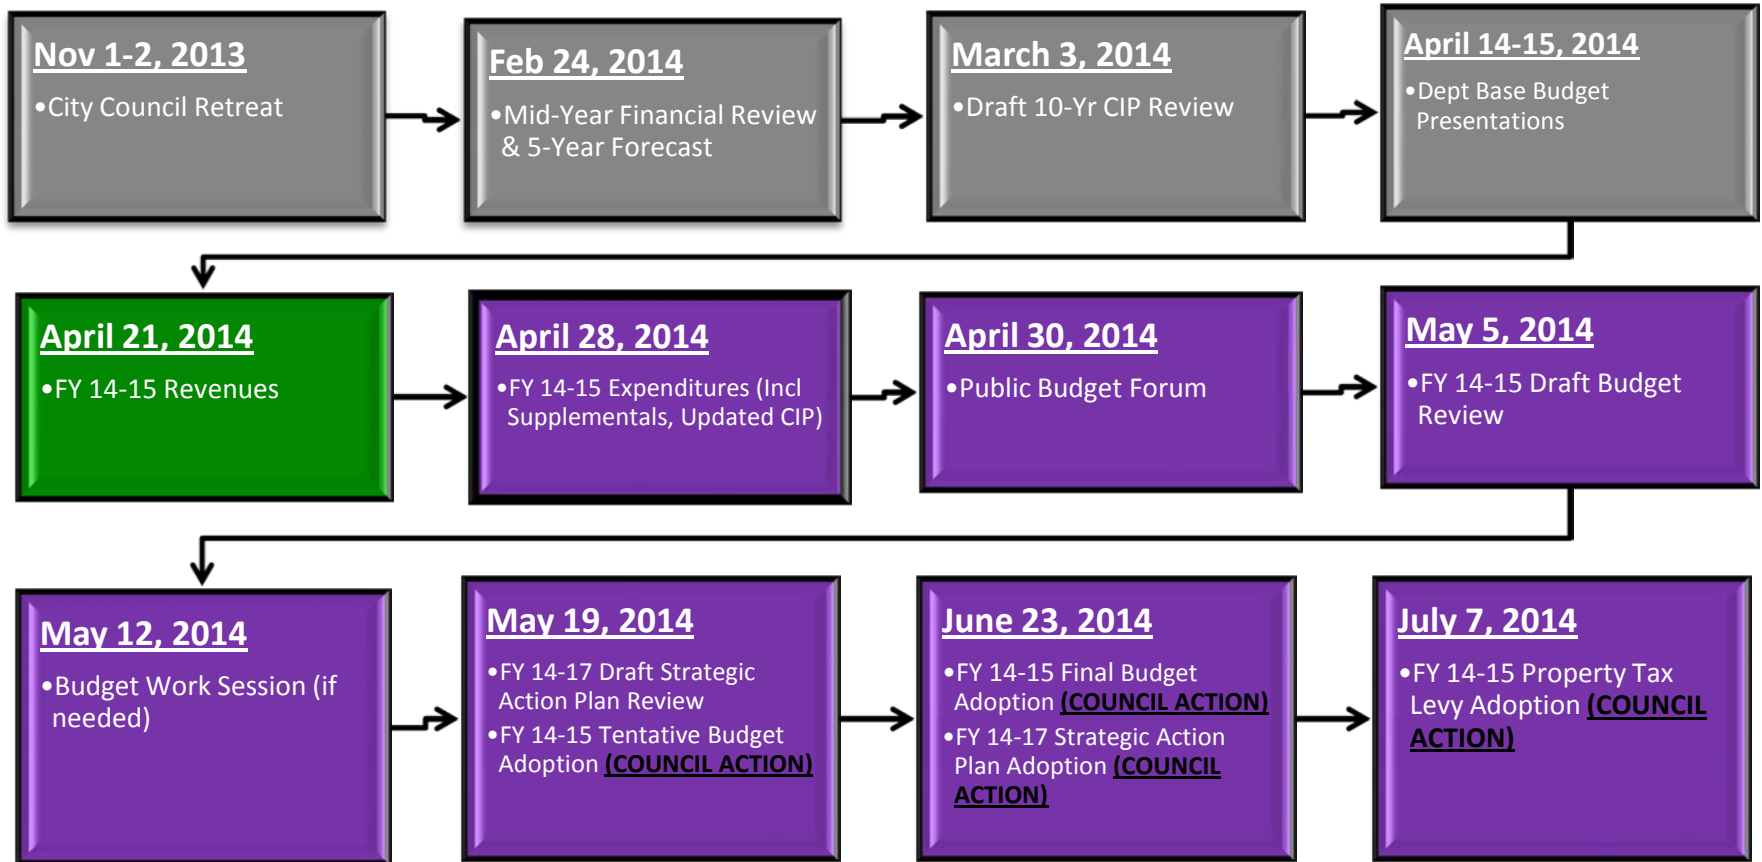 Nov 1-2, 2013
•City Council Retreat
Feb 24, 2014
•Mid-Year Financial Review
& 5-Year Forecast
March 3, 2014
•Draft 10-Yr CIP Review
April 14-15, 2014
•Dept Base Budget
Presentations
April 21, 2014
•FY 14-15 Revenues
April 28, 2014
•FY 14-15 Expenditures (Incl
Supplementals, Updated CIP)
April 30, 2014
•Public Budget Forum
May 5, 2014
•FY 14-15 Draft Budget
Review
May 12, 2014
•Budget Work Session (if
needed)
May 19, 2014
•FY 14-17 Draft Strategic
Action Plan Review
•FY 14-15 Tentative Budget
Adoption (COUNCIL ACTION)
June 23, 2014
•FY 14-15 Final Budget
Adoption (COUNCIL ACTION)
•FY 14-17 Strategic Action
Plan Adoption (COUNCIL
ACTION)
July 7, 2014
•FY 14-15 Property Tax
Levy Adoption (COUNCIL
ACTION)